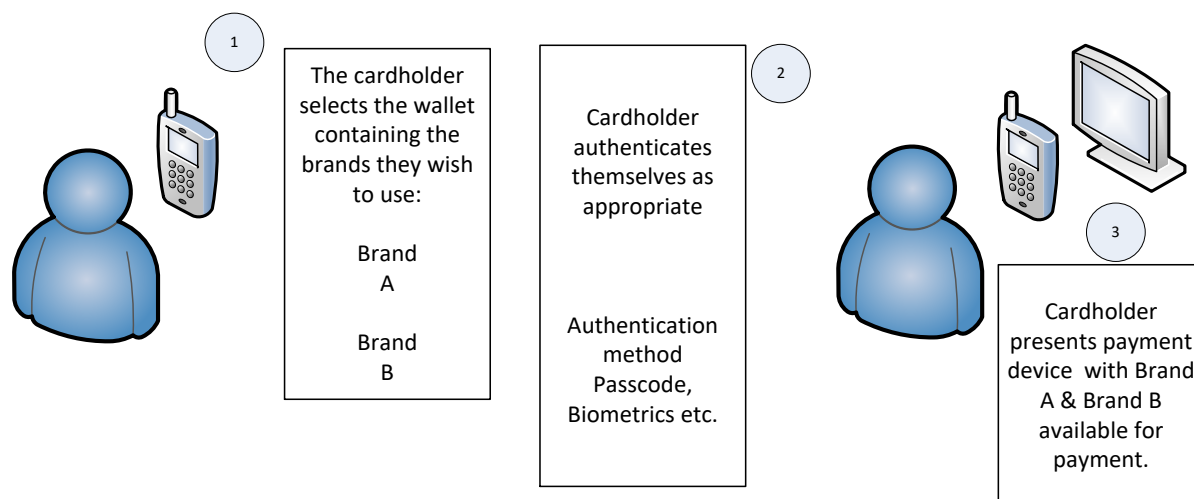 1
The cardholder
selects the wallet
containing the
brands they wish
to use:
Brand
A
Brand
B
2
Cardholder
authenticates
themselves as
appropriate
Authentication
method
Passcode,
Biometrics etc.
3
Cardholder
presents payment
device with Brand
A & Brand B
available for
payment.